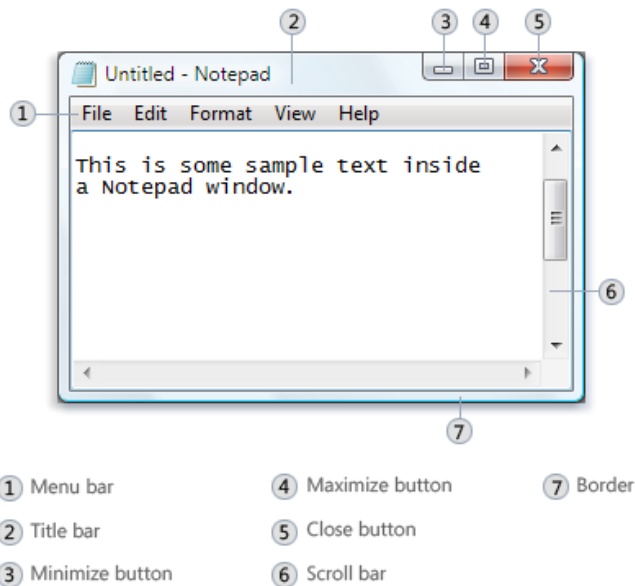 2 3 4 5
Untitled - Notepad
1 File Edit Format View Help
This is some sample text inside
a Notepad window.
6
7
1 Menu bar
2 Title bar
3 Minimize button
4 Maximize button
5 Close button
6 Scroll bar
7 Border